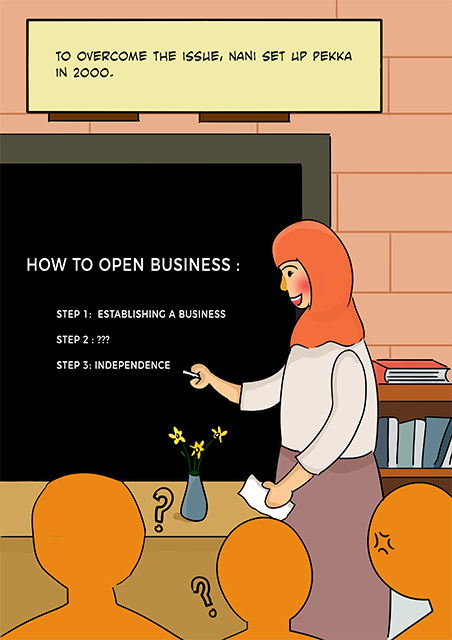 TO OVERCOME THE ISSUE, NANI SET UP PEKKA
IN 2000.
HOW TO OPEN BUSINESS :
STEP 1: ESTABLISHING A BUSINESS
STEP 2 : ???
STEP 3: INDEPENDENCE
?
?